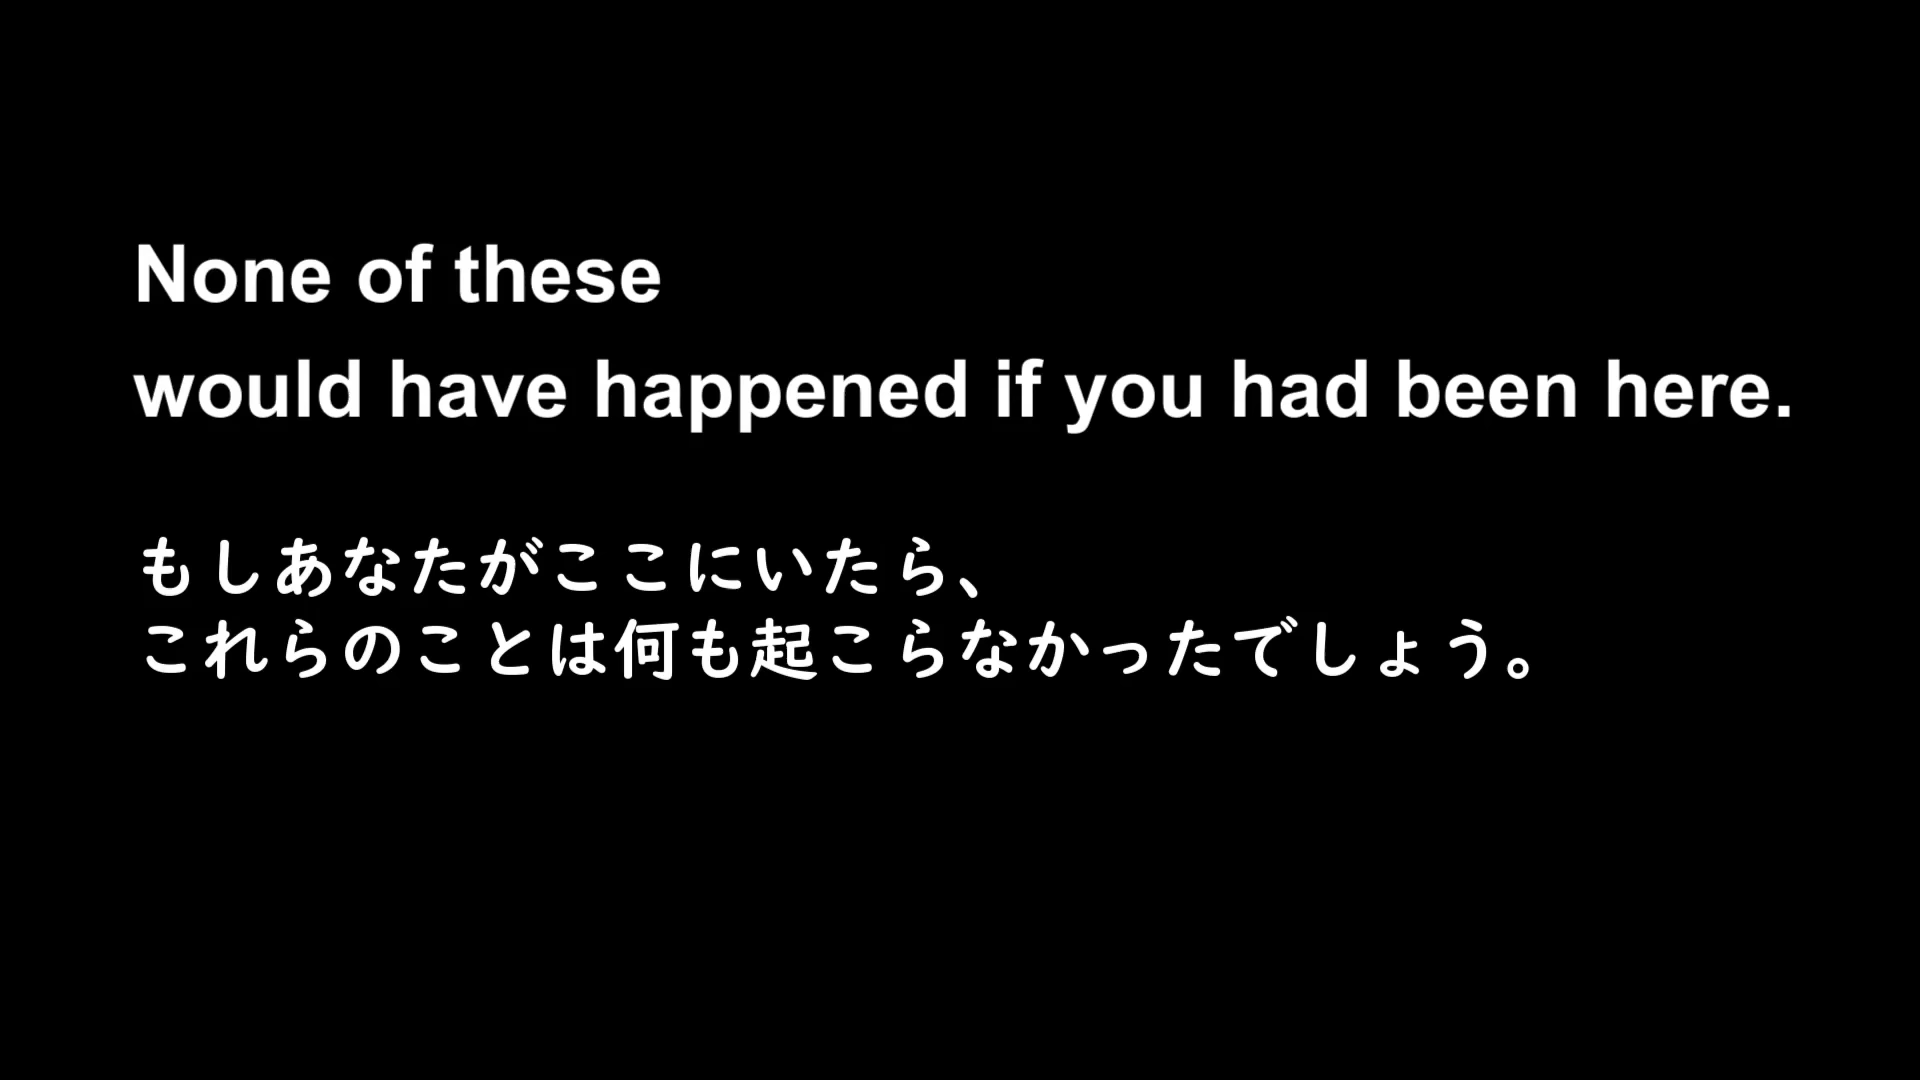 None of these
would have happened if you had been here.
もしあなたがここにいたら、
これらのことは何も起こらなかったでしょう。